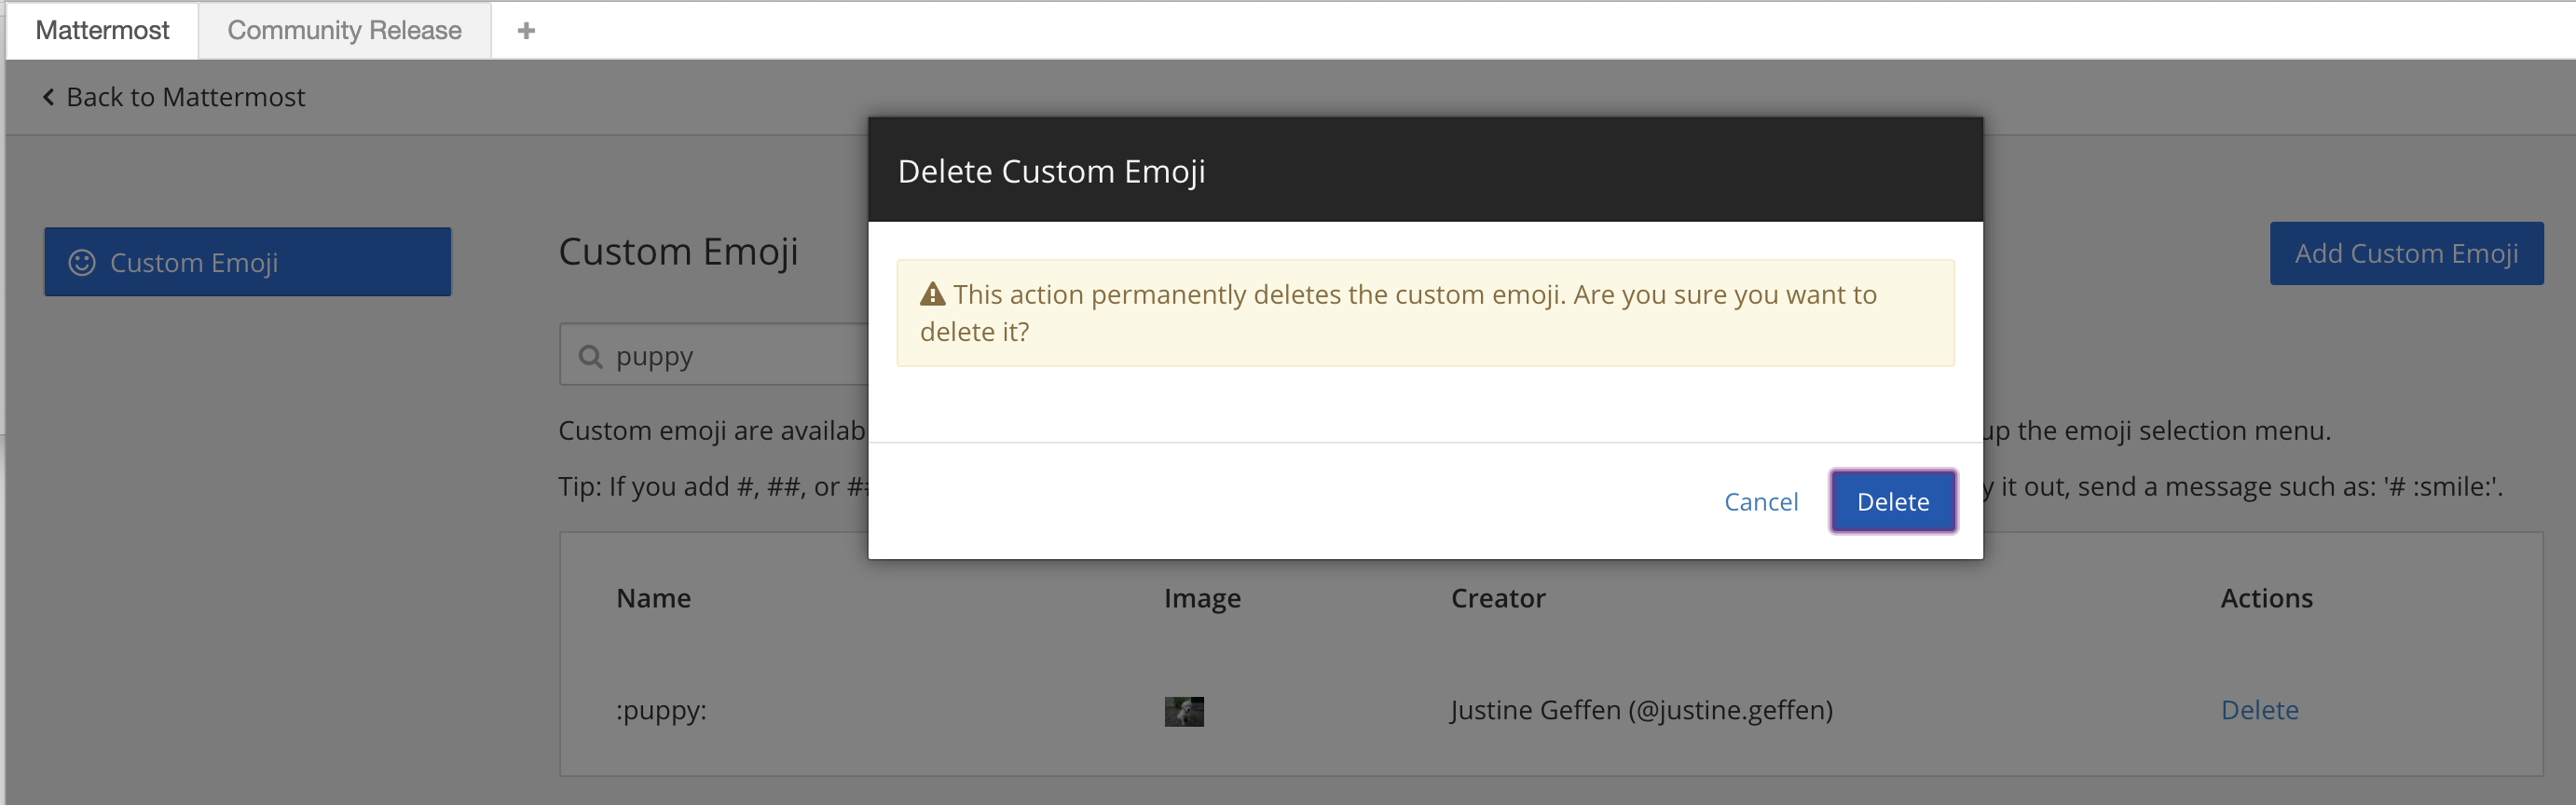 Mattermost
Community Release
Back to Mattermost
Delete Custom Emoji
This action permanently deletes the custom emoji. Are you sure you want to
delete it?
Cancel
Delete
Custom Emoji
Custom Emoji
Add Custom Emoji
puppy
Custom emoji are
up the emoji selection menu.
Tip: If you add #, ##, or
it out, send a message such as: '# :smile:'.
Name
Image
Creator
Actions
:puppy:
Justine Geffen (@justine.geffen)
Delete